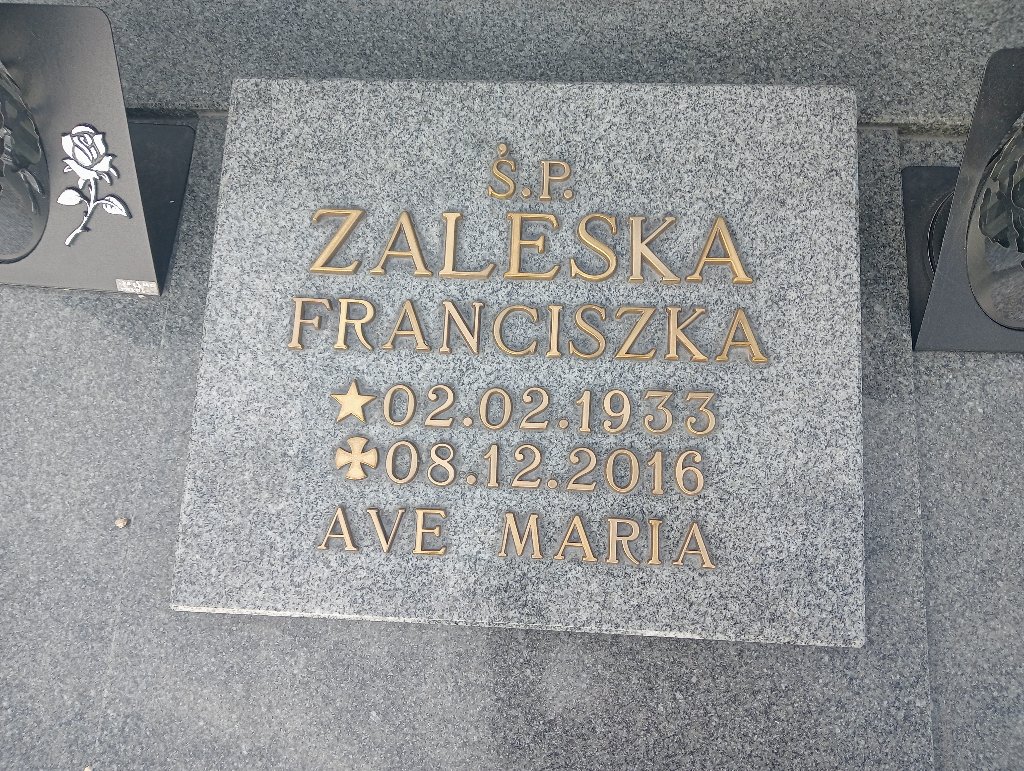 Ś.P.
ZALESKA
FRANCISZKA
02.02.1933
08.12.2016
AVE MARIA